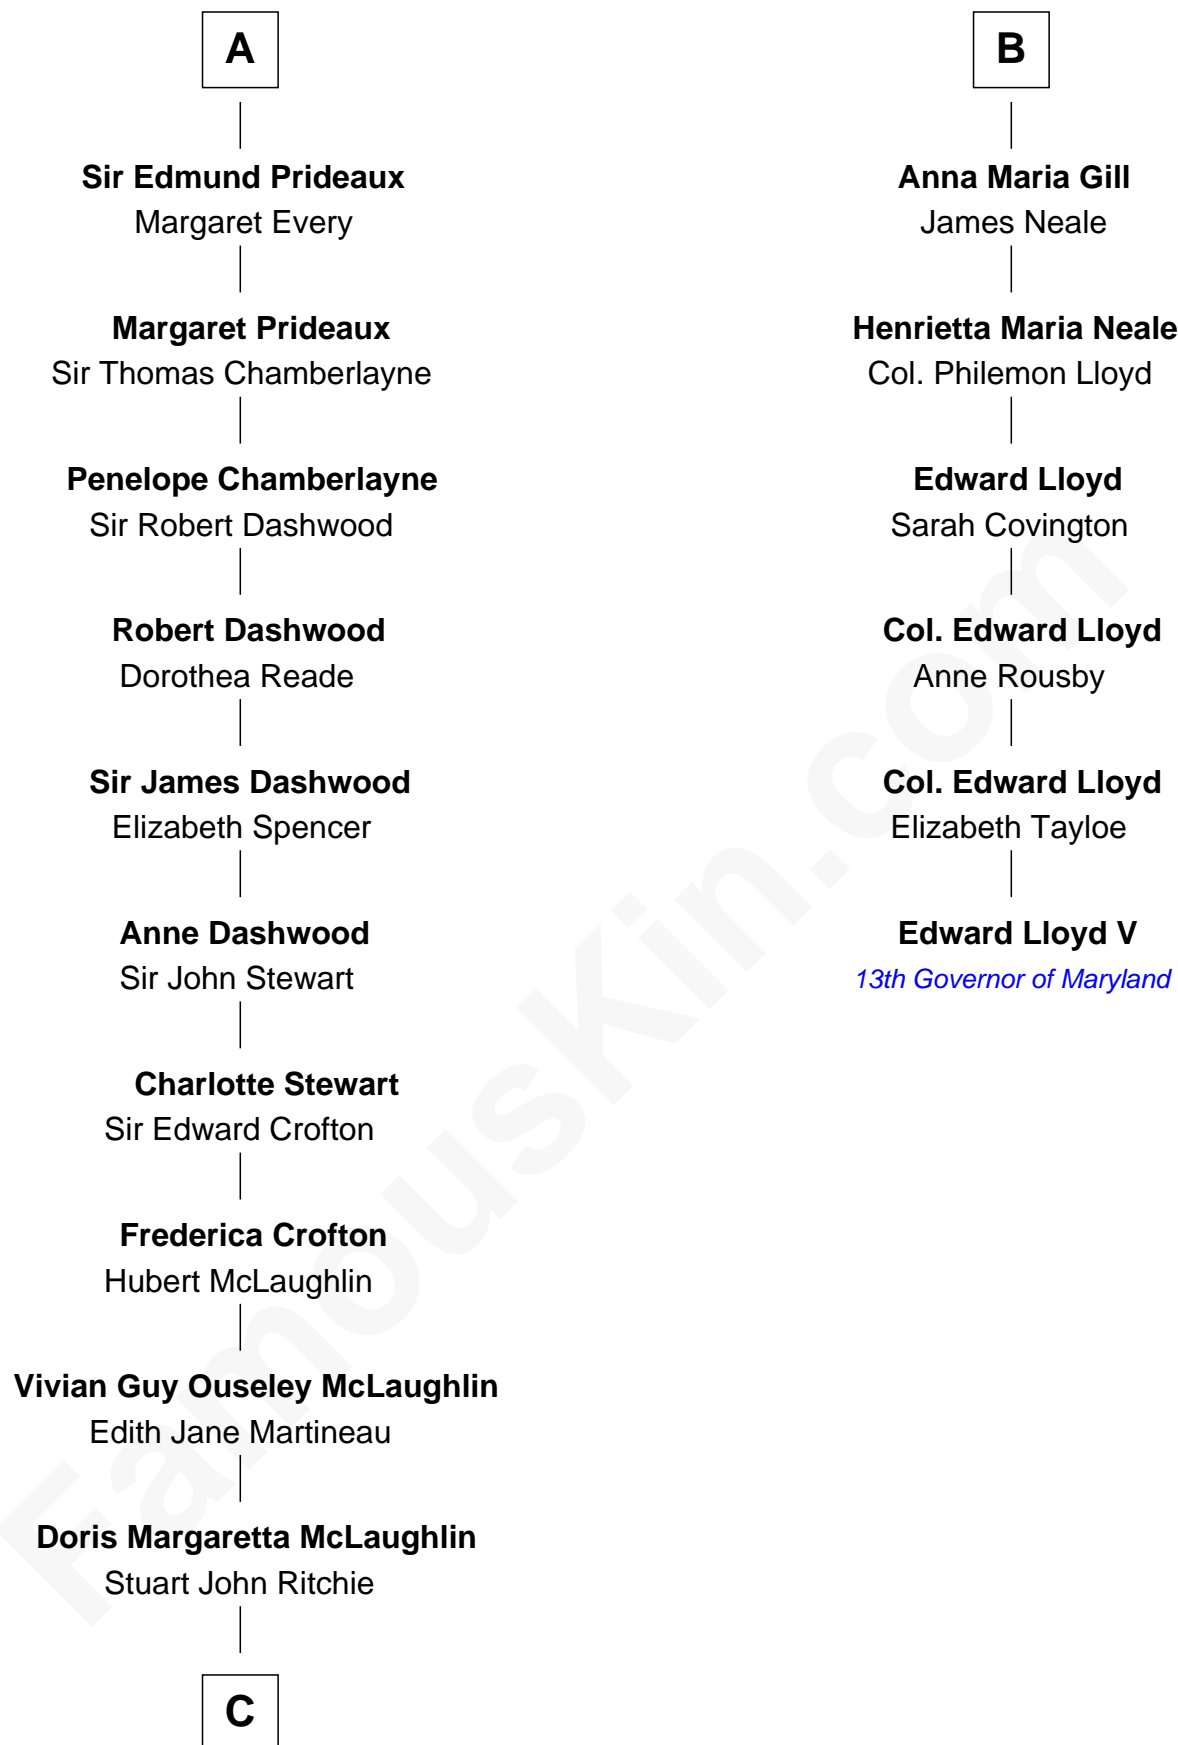 A
Sir Edmund Prideaux
Margaret Every
Margaret Prideaux
Sir Thomas Chamberlayne
Penelope Chamberlayne
Sir Robert Dashwood
Robert Dashwood
Dorothea Reade
Sir James Dashwood
Elizabeth Spencer
Anne Dashwood
Sir John Stewart
Charlotte Stewart
Sir Edward Crofton
Frederica Crofton
Hubert McLaughlin
Vivian Guy Ouseley McLaughlin
Edith Jane Martineau
Doris Margaretta McLaughlin
Stuart John Ritchie
C
B
Anna Maria Gill
James Neale
Henrietta Maria Neale
Col. Philemon Lloyd
Edward Lloyd
Sarah Covington
Col. Edward Lloyd
Anne Rousby
Col. Edward Lloyd
Elizabeth Tayloe
Edward Lloyd V
13th Governor of Maryland
FamousKin.com